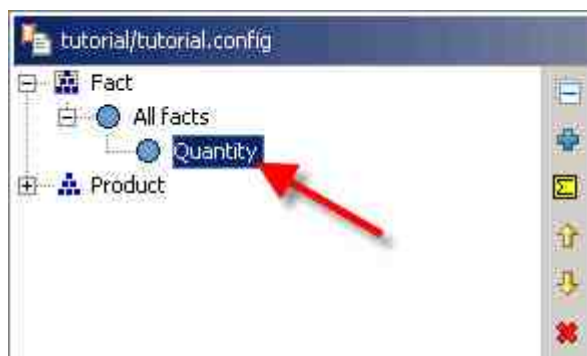 tutorial/tutorial.config
Fact
All facts
Quantity
Product